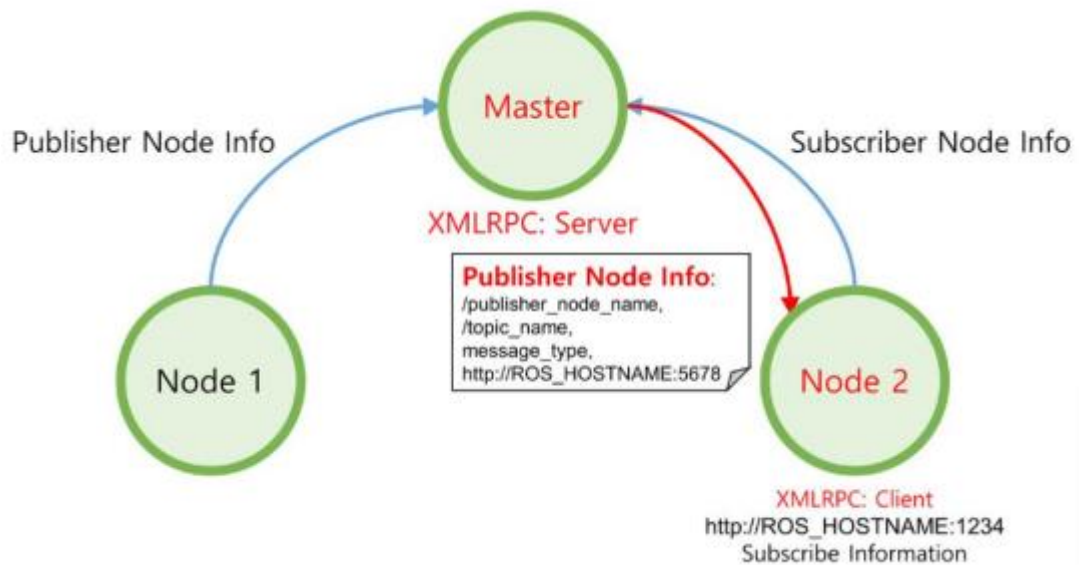 Master
Publisher Node Info
Subscriber Node Info
XMLRPC: Server
Publisher Node Info:
/publisher_node_name,
/topic_name,
message_type,
http://ROS_HOSTNAME:5678
Node 1
Node 2
XMLRPC: Client
http://ROS_HOSTNAME:1234
Subscribe Information